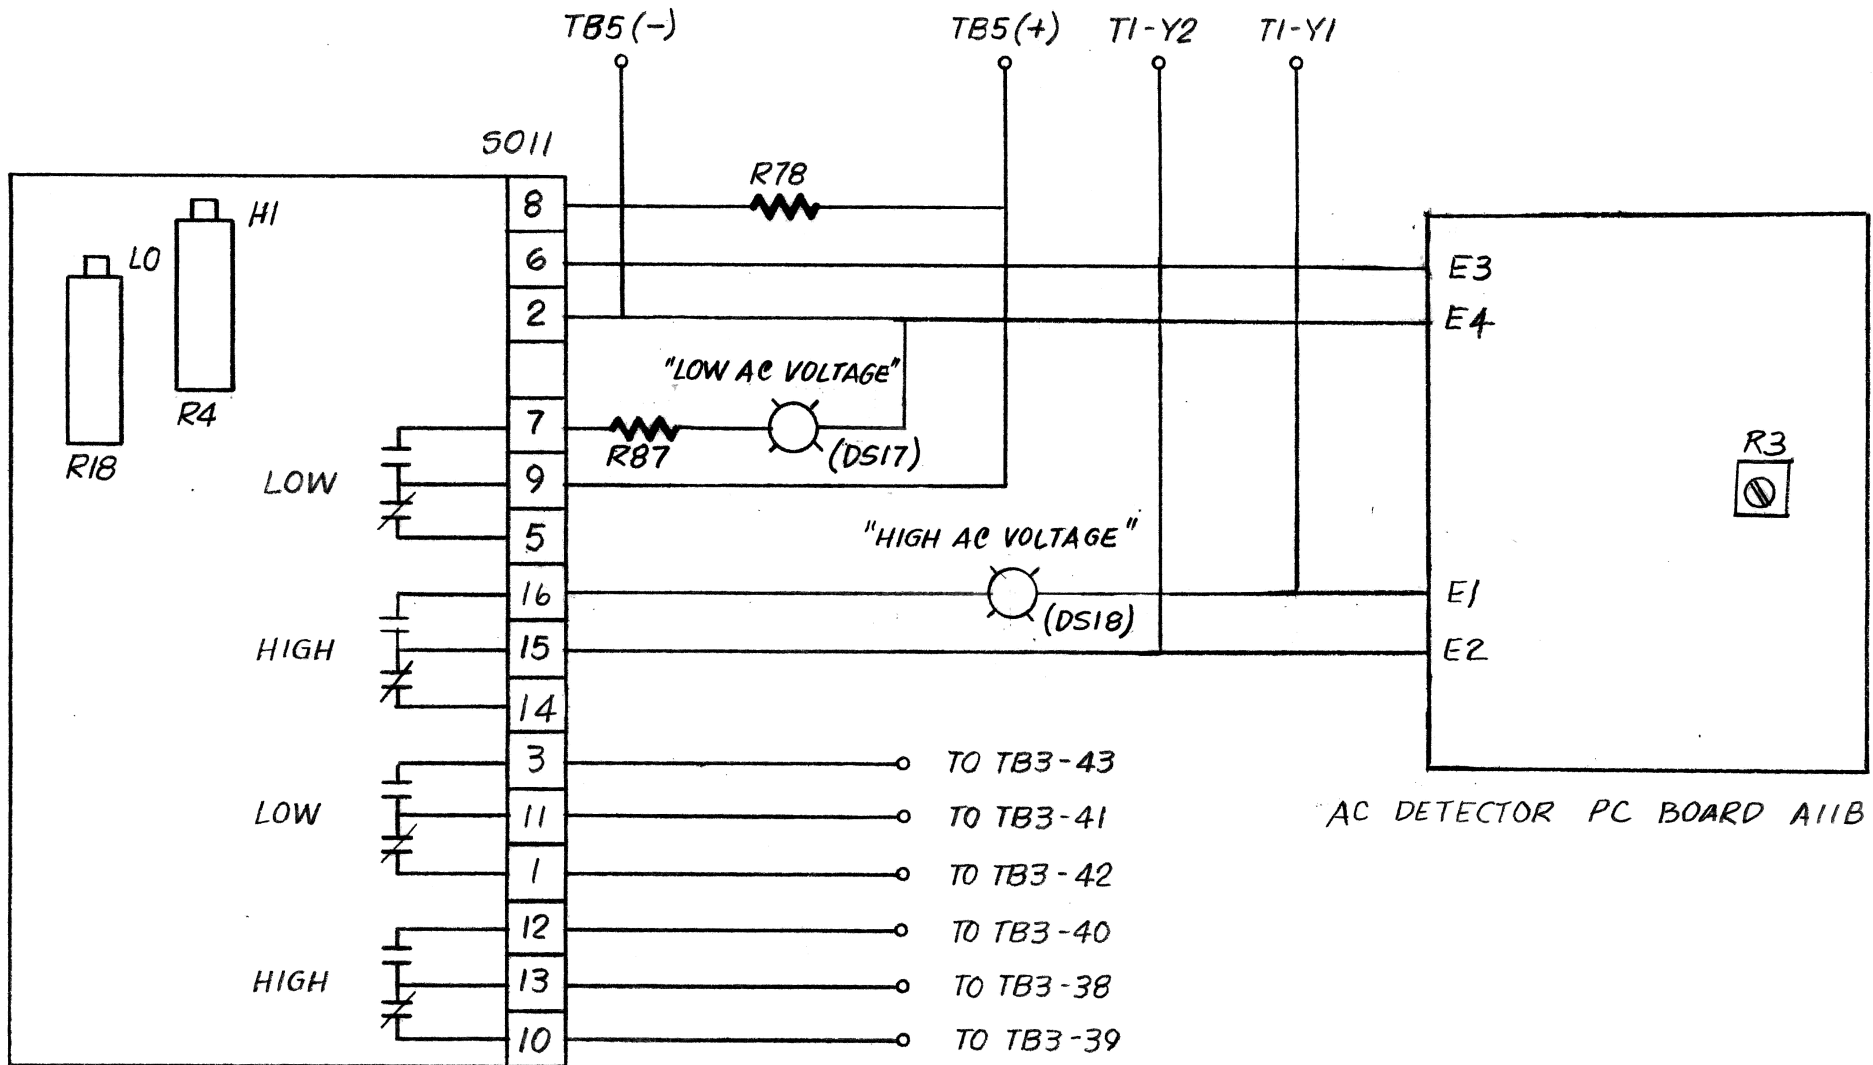 TB5(-)
TB5(+)
T1-Y2
T1-Y1
SO11
8
R78
HI
6
E3
LO
2
E4
"LOW AC VOLTAGE"
R4
7
R87
(DS17)
R3
R18
LOW
9
5
"HIGH AC VOLTAGE"
16
E1
(DS18)
HIGH
15
E2
14
3
TO TB3-43
LOW
11
TO TB3-41
AC DETECTOR PC BOARD A11B
1
TO TB3-42
12
TO TB3-40
HIGH
13
TO TB3-38
10
TO TB3-39